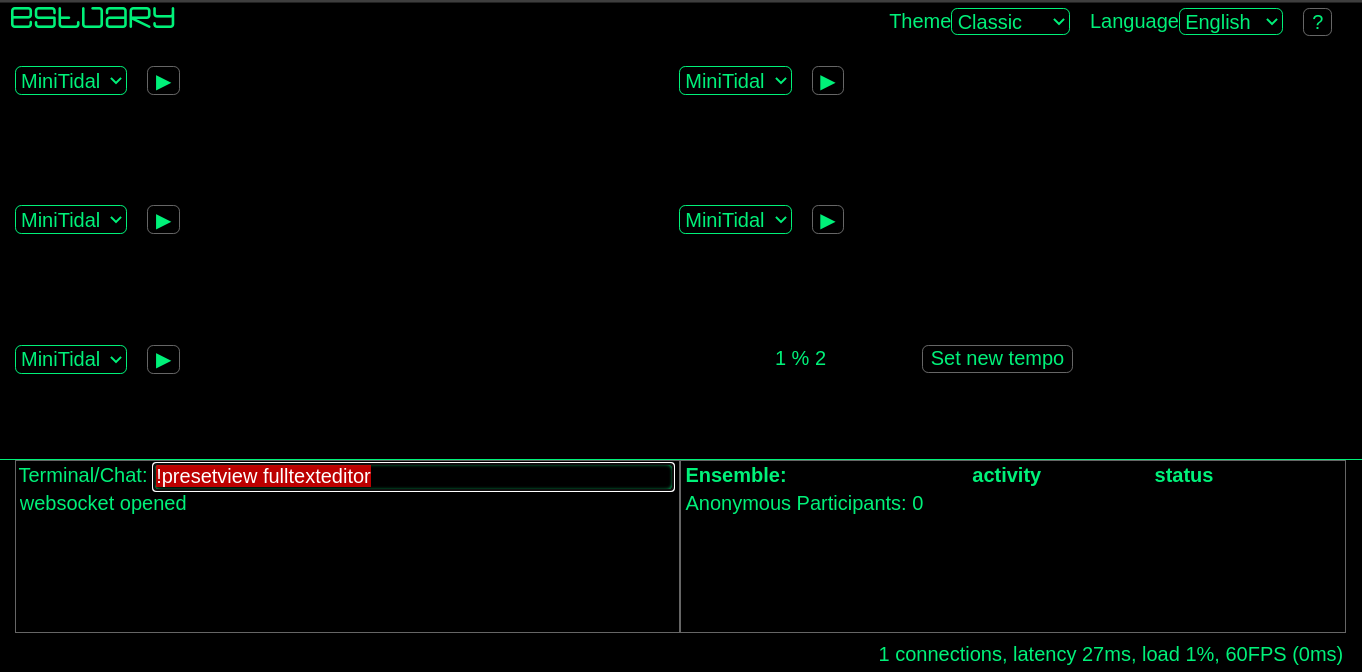 estuary
Theme Classic Language English ?
MiniTidal ▶ MiniTidal ▶
MiniTidal ▶ MiniTidal ▶
MiniTidal ▶ 1 % 2 Set new tempo
Terminal/Chat: !presetview fulltexteditor
websocket opened
Ensemble: activity status
Anonymous Participants: 0
1 connections, latency 27ms, load 1%, 60FPS (0ms)